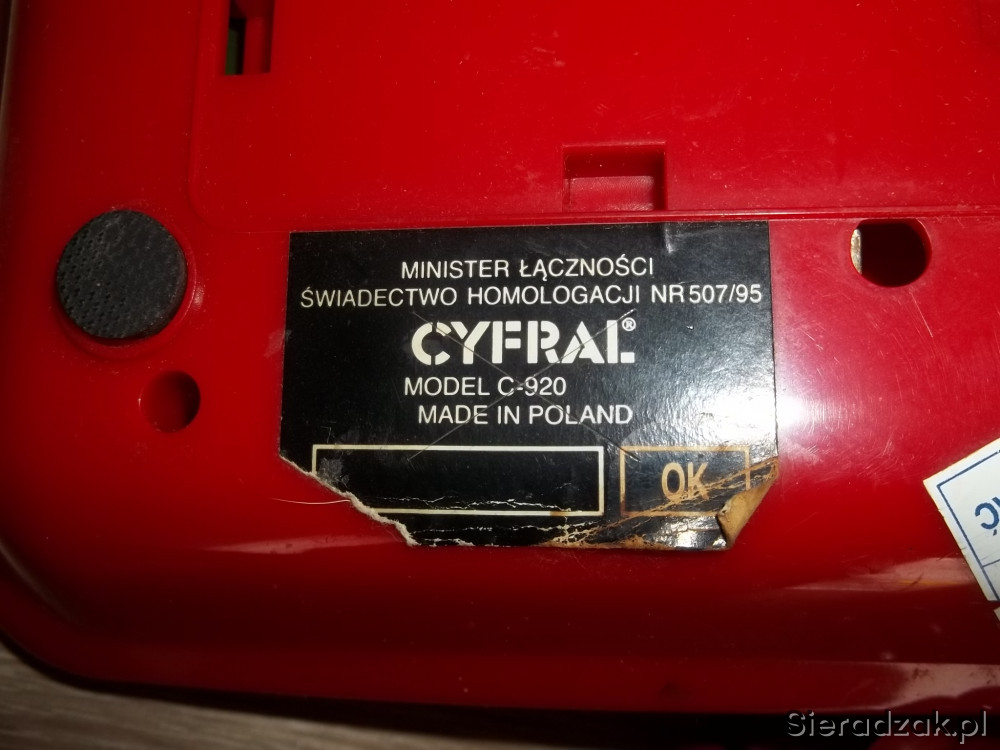 MINISTER ŁĄCZNOŚCI
ŚWIADECTWO HOMOLOGACJI NR 507/95
CYFRAL®
MODEL C-920
MADE IN POLAND
OK
Sieradzak.pl